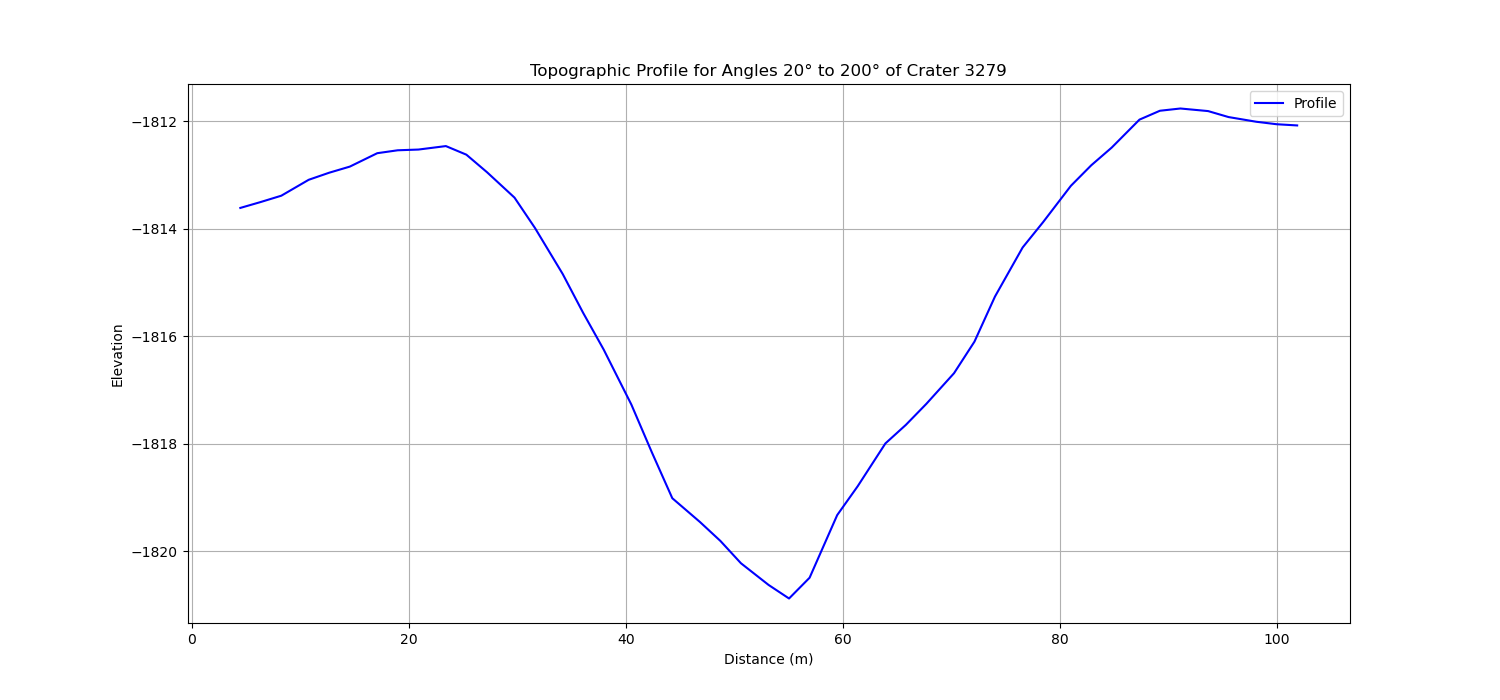 Topographic Profile for Angles 20° to 200° of Crater 3279
Profile
−1812
−1814
−1816
−1818
−1820
Elevation
0
20
40
60
80
100
Distance (m)